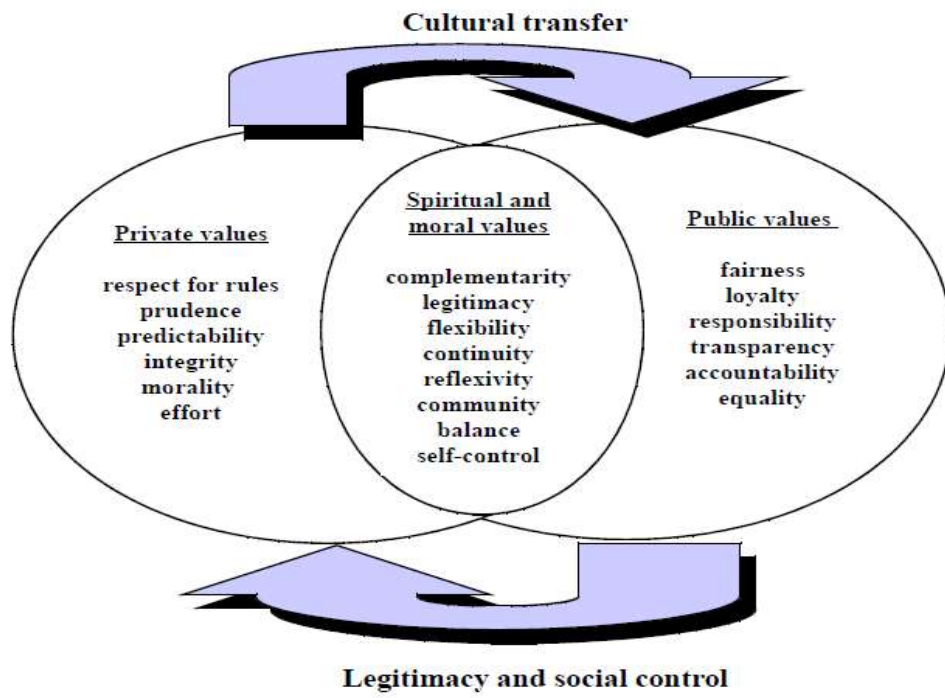 Cultural transfer
Private values
respect for rules
prudence
predictability
integrity
morality
effort
Spiritual and
moral values
complementarity
legitimacy
flexibility
continuity
reflexivity
community
balance
self-control
Public values
fairness
loyalty
responsibility
transparency
accountability
equality
Legitimacy and social control